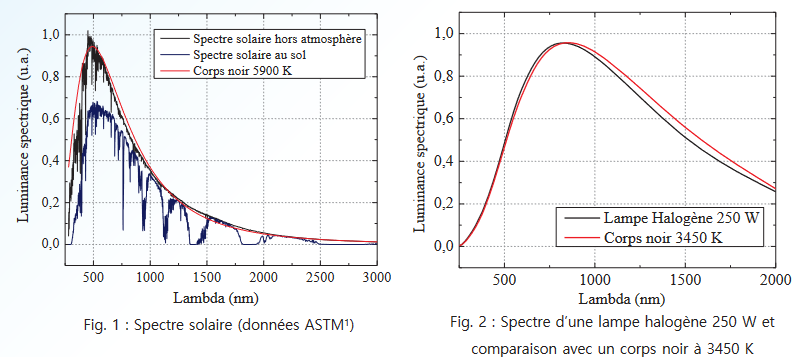 Luminance spectrique (u.a.)
1,0
0,8
0,6
0,4
0,2
0,0
Spectre solaire hors atmosphère
Spectre solaire au sol
Corps noir 5900 K
500 1000 1500 2000 2500 3000
Lambda (nm)
Fig. 1 : Spectre solaire (données ASTM¹)
Luminance spectrique (u.a.)
1,0
0,8
0,6
0,4
0,2
0,0
Lampe Halogène 250 W
Corps noir 3450 K
500 1000 1500 2000
Lambda (nm)
Fig. 2 : Spectre d’une lampe halogène 250 W et
comparaison avec un corps noir à 3450 K